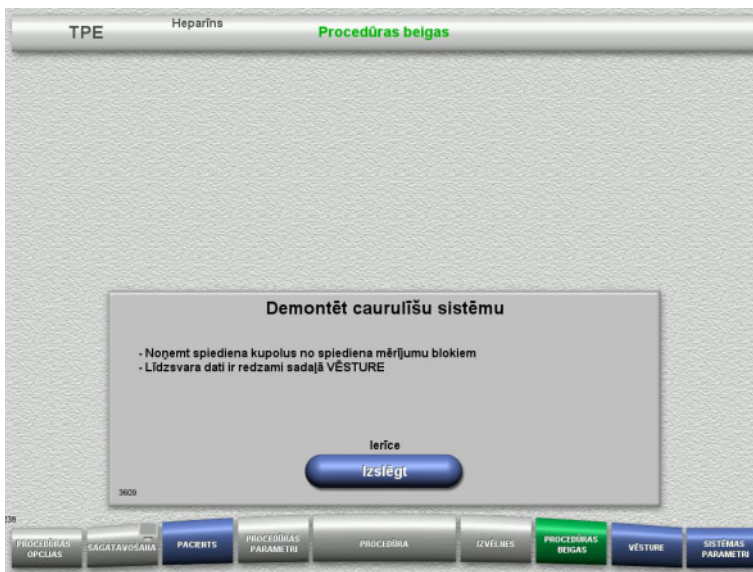 TPE
Heparīns
Procedūras beigas
Demontēt caurulīšu sistēmu
- Noņemt spiediena kupolus no spiediena mērījumu blokiem
- Līdzsvara dati ir redzami sadaļā VĒSTURE
Ierīce
Izslēgt
3609
238
PROCEDŪRAS
OPCIJAS
SAGATAVOŠANA
PACIENTS
PROCEDŪRAS
PARAMETRI
PROCEDŪRA
IZVĒLNES
PROCEDŪRAS
BEIGAS
VĒSTURE
SISTĒMAS
PARAMETRI